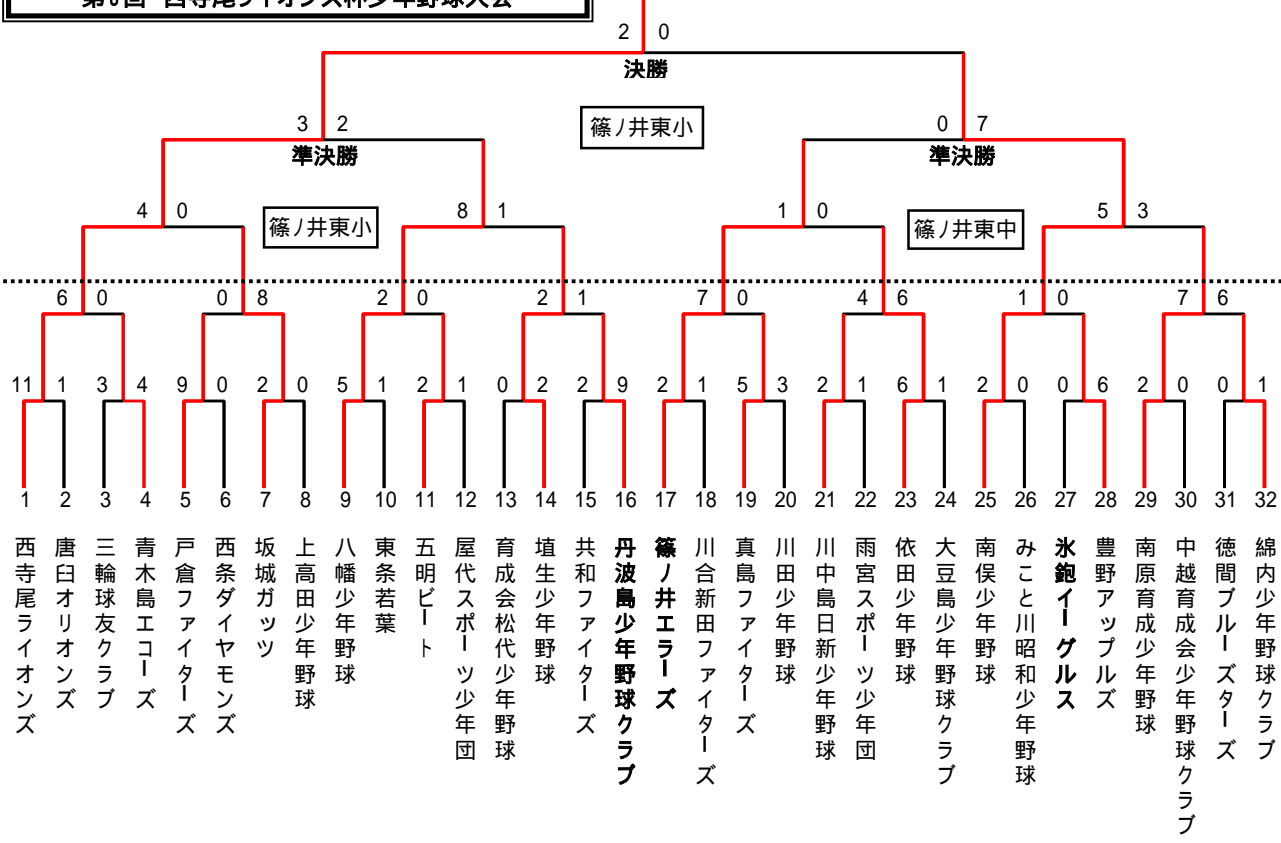 西寺尾ライオンズ杯少年野球大会
2 0
決勝
篠ノ井東小
3 2
0 7
準決勝
準決勝
4 0
8 1
1 0
5 3
篠ノ井東小
篠ノ井東中
6 0 0 8 2 0 2 1 7 0 4 6 1 0 7 6
11 1 3 4 9 0 2 0 5 1 2 1 0 2 2 9 2 1 5 3 2 1 6 1 2 0 0 6 2 0 0 1
1 2 3 4 5 6 7 8 9 10 11 12 13 14 15 16 17 18 19 20 21 22 23 24 25 26 27 28 29 30 31 32
西寺尾ライオンズ
唐臼オリオンズ
三輪球友クラブ
青木島エコーズ
戸倉ファイターズ
西条ダイヤモンズ
坂城ガッツ
上高田少年野球
八幡少年野球
東条若葉
五明ビート
屋代スポーツ少年団
育成会松代少年野球
埴生少年野球
共和ファイターズ
丹波島少年野球クラブ
篠ノ井エラーズ
川合新田ファイターズ
真島ファイターズ
川田少年野球
川中島日新少年野球
雨宮スポーツ少年団
依田少年野球
大豆島少年野球クラブ
南俣少年野球
みこと川昭和少年野球
氷鉋イーグルス
豊野アップルズ
南原育成少年野球
中越育成会少年野球クラブ
徳間ブルーズターズ
綿内少年野球クラブ